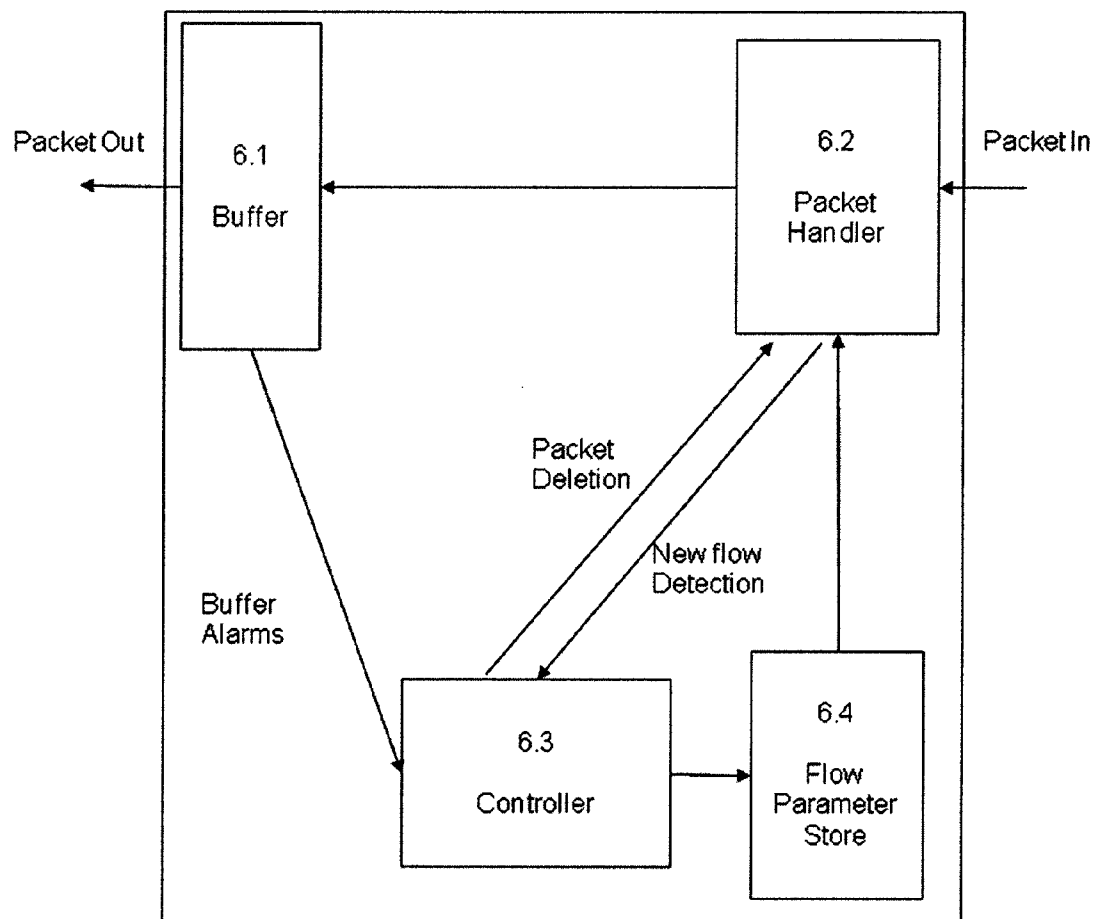 Packet Out
6.1
Buffer
6.2
Packet
Handler
Packet In
Packet
Deletion
New flow
Detection
Buffer
Alarms
6.3
Controller
6.4
Flow
Parameter
Store